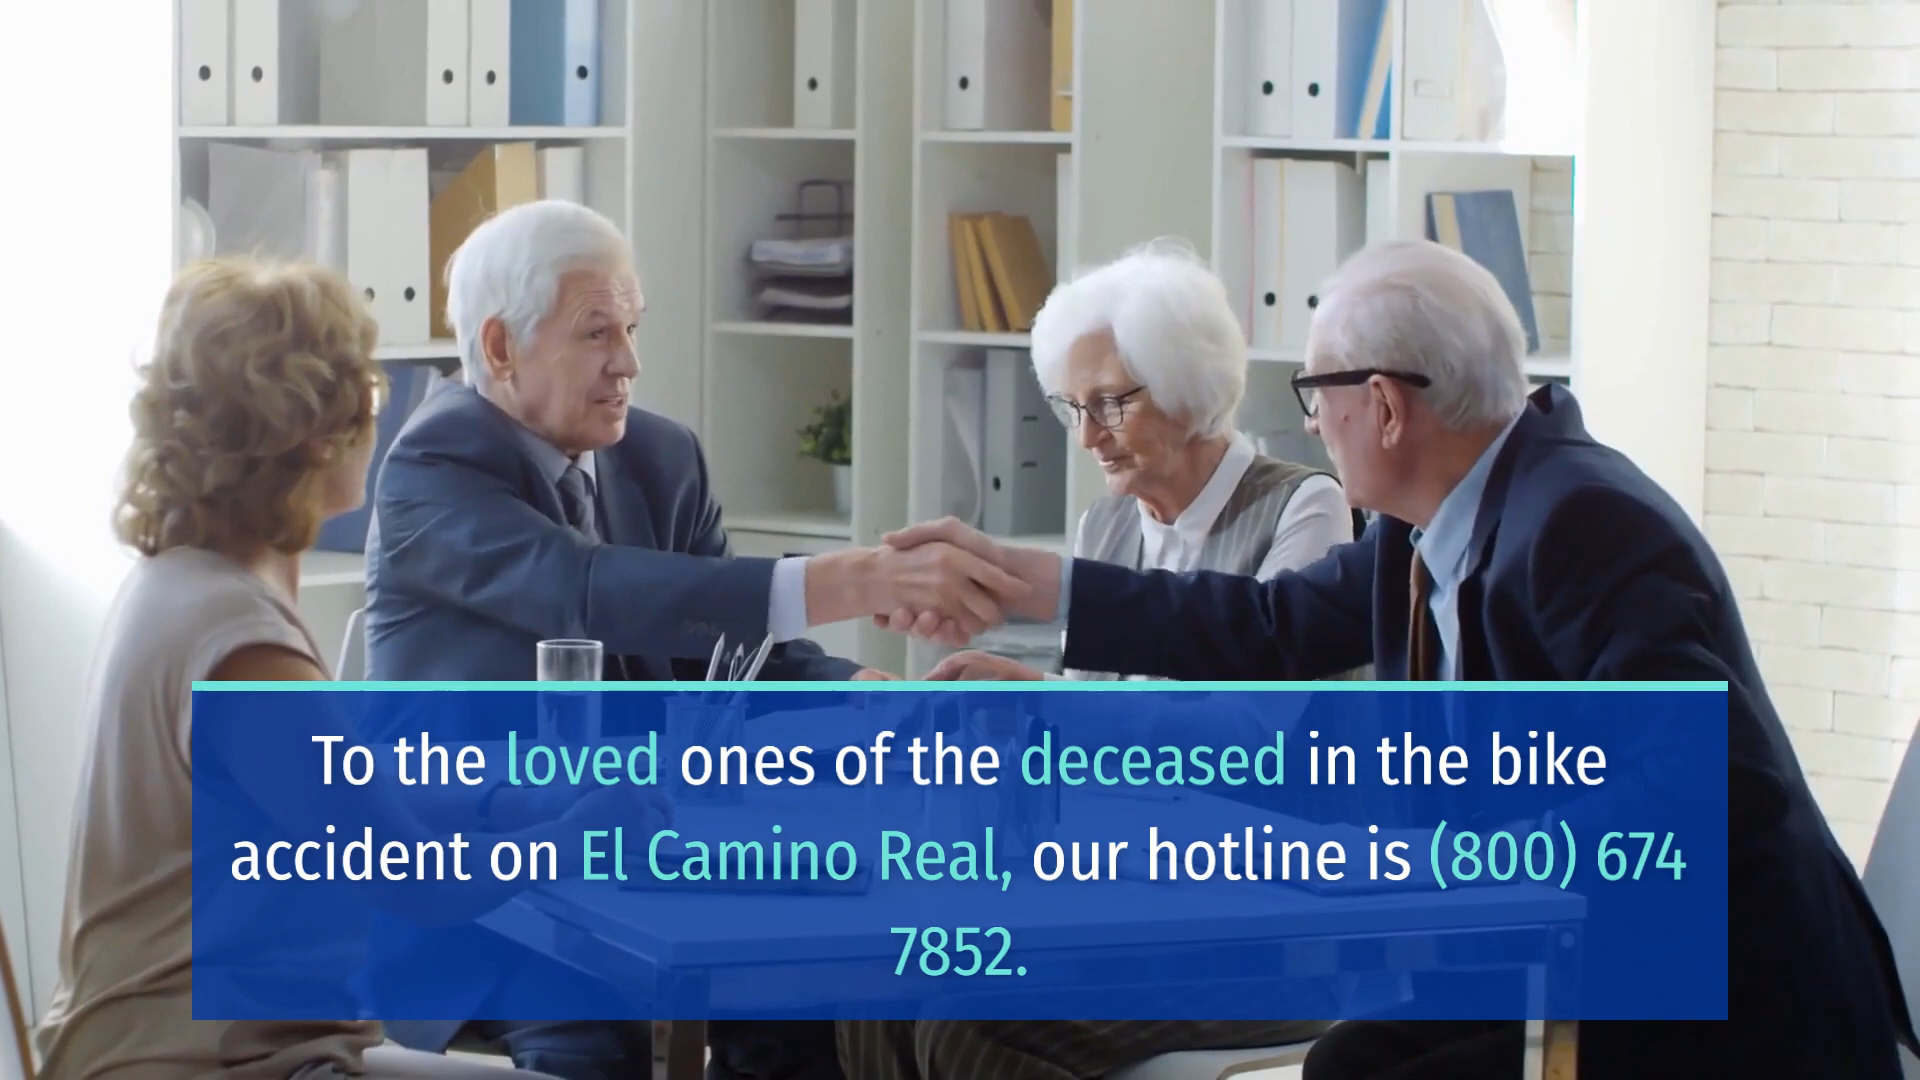 To the loved ones of the deceased in the bike
accident on El Camino Real, our hotline is (800) 674
7852.